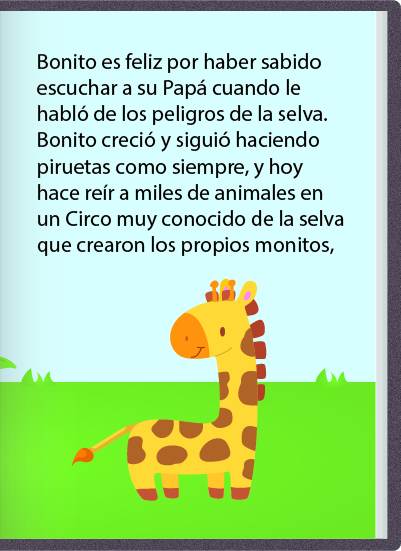 Bonito es feliz por haber sabido
escuchar a su Papá cuando le
habló de los peligros de la selva.
Bonito creció y siguió haciendo
piruetas como siempre, y hoy
hace reír a miles de animales en
un Circo muy conocido de la selva
que crearon los propios monitos,